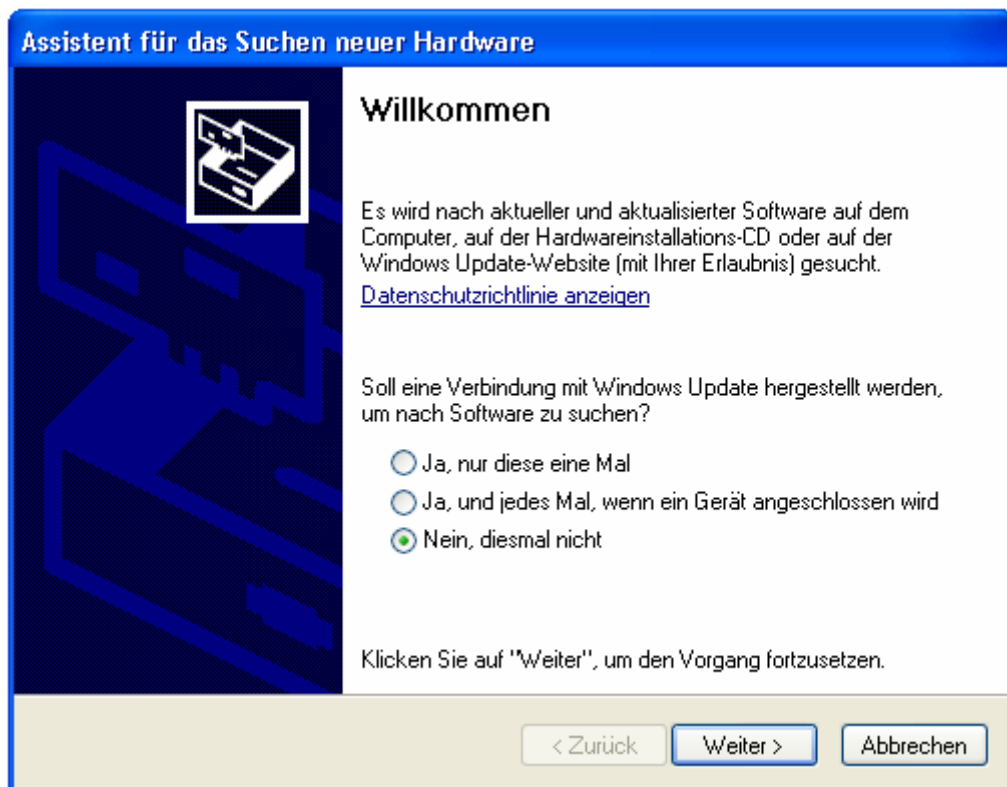 Assistent für das Suchen neuer Hardware
Willkommen
Es wird nach aktueller und aktualisierter Software auf dem
Computer, auf der Hardwareinstallations-CD oder auf der
Windows Update-Website (mit Ihrer Erlaubnis) gesucht.
Datenschutzrichtlinie anzeigen
Soll eine Verbindung mit Windows Update hergestellt werden,
um nach Software zu suchen?
Ja, nur diese eine Mal
Ja, und jedes Mal, wenn ein Gerät angeschlossen wird
Nein, diesmal nicht
Klicken Sie auf "Weiter", um den Vorgang fortzusetzen.
< Zurück Weiter > Abbrechen